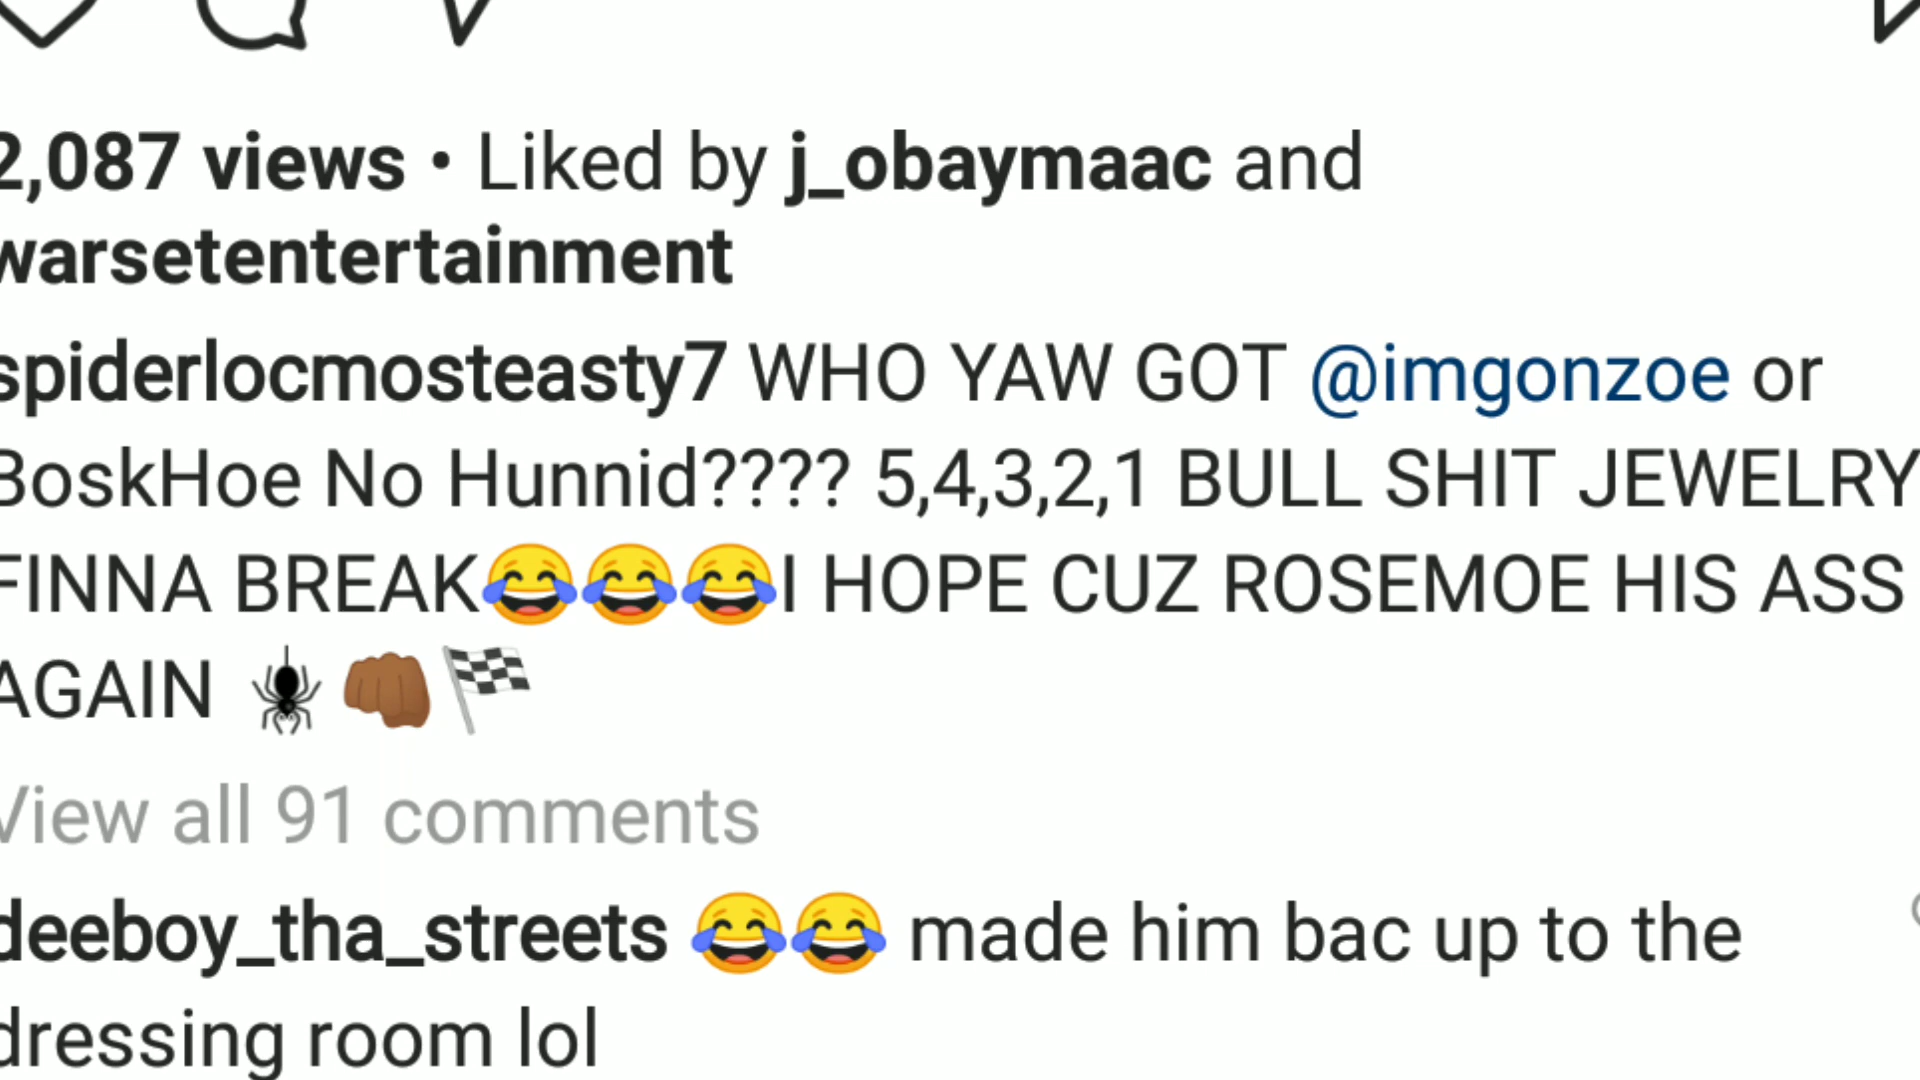 2,087 views • Liked by j_obaymaac and
warsetentertainment
spiderlocmosteasty7 WHO YAW GOT @imgonzoe or
BoskHoe No Hunnid???? 5,4,3,2,1 BULL SHIT JEWELRY
FINNA BREAK😂😂😂I HOPE CUZ ROSEMOE HIS ASS
AGAIN 🕷👊🏾🏁
View all 91 comments
deeboy_tha_streets 😂😂 made him bac up to the
dressing room lol